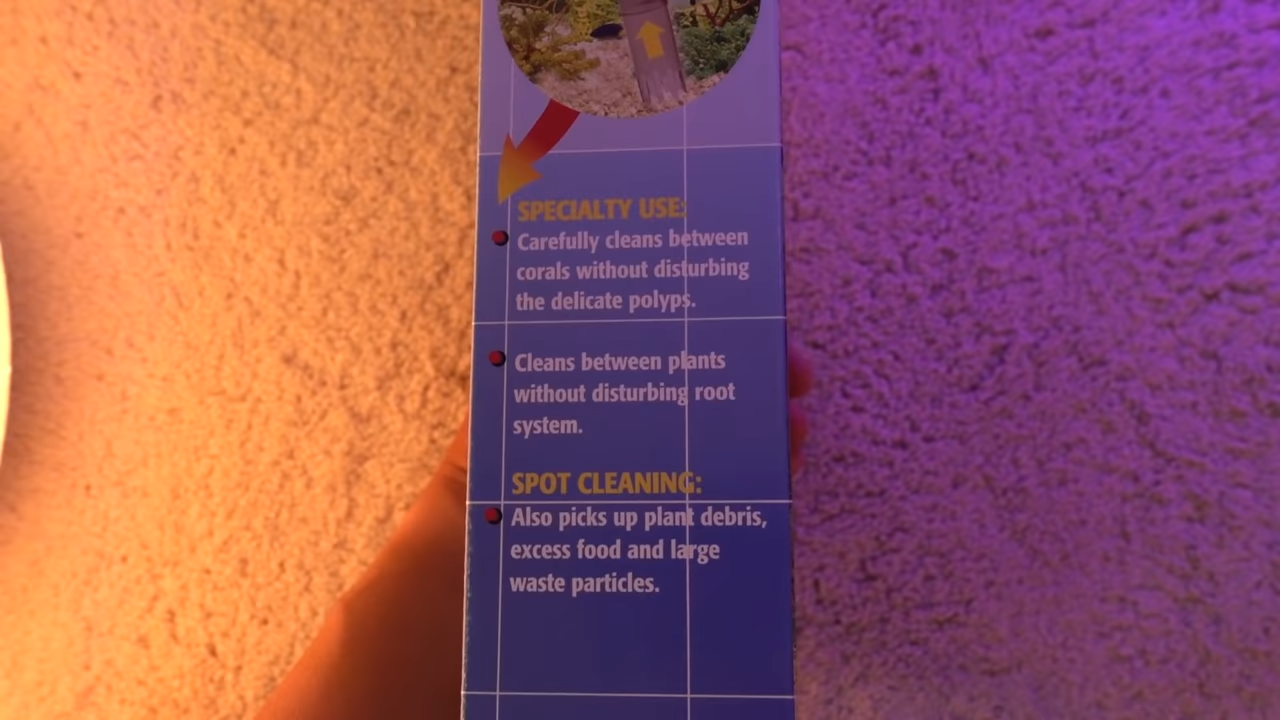 SPECIALTY USE:
Carefully cleans between
corals without disturbing
the delicate polyps.
Cleans between plants
without disturbing root
system.
SPOT CLEANING:
Also picks up plant debris,
excess food and large
waste particles.